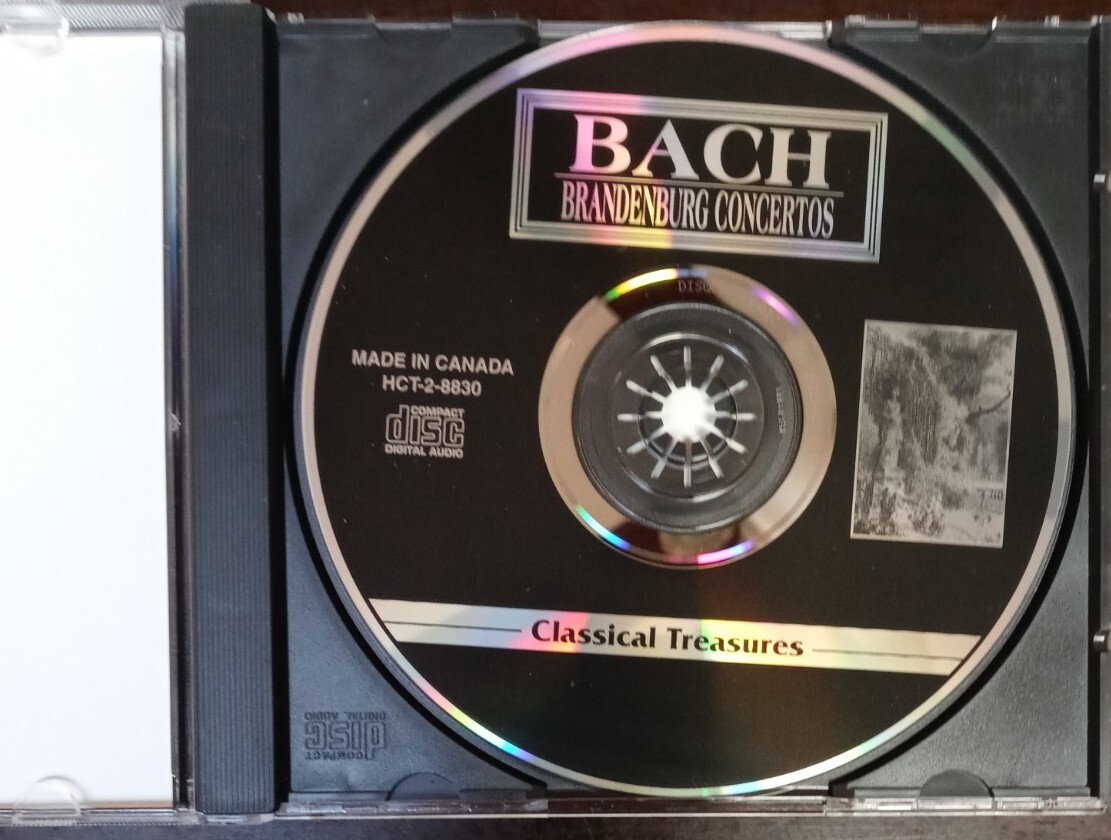 BACH
BRANDENBURG CONCERTOS
MADE IN CANADA
HCT-2-8830
COMPACT
disc
DIGITAL AUDIO
Classical Treasures
COMPACT
disc
DIGITAL AUDIO